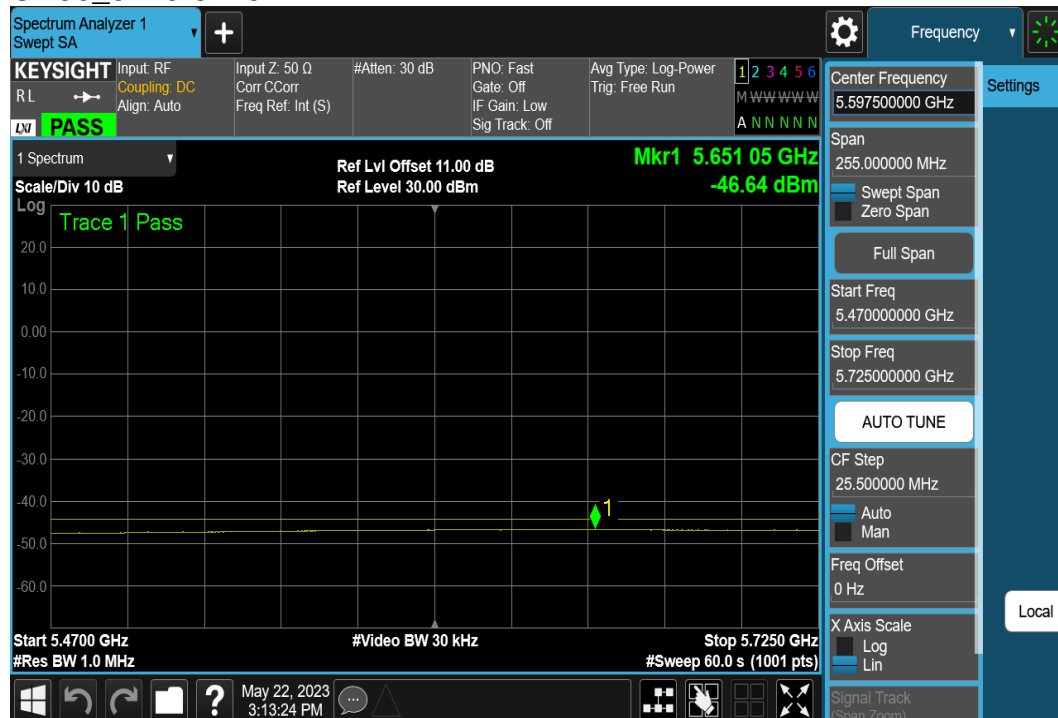 Spectrum Analyzer 1
Swept SA
Frequency
KEYSIGHT
R L
LXI
PASS
Input: RF
Coupling: DC
Align: Auto
Input Z: 50 Ω
Corr CCorr
Freq Ref: Int (S)
#Atten: 30 dB
PNO: Fast
Gate: Off
IF Gain: Low
Sig Track: Off
Avg Type: Log-Power
Trig: Free Run
1 2 3 4 5 6
M W W W W W
A N N N N N
1 Spectrum
Scale/Div 10 dB
Ref Lvl Offset 11.00 dB
Ref Level 30.00 dBm
Mkr1 5.651 05 GHz
-46.64 dBm
Log
Trace 1 Pass
20.0
10.0
0.00
-10.0
-20.0
-30.0
-40.0
-50.0
-60.0
1
Start 5.4700 GHz
#Res BW 1.0 MHz
#Video BW 30 kHz
Stop 5.7250 GHz
#Sweep 60.0 s (1001 pts)
May 22, 2023
3:13:24 PM
Center Frequency
5.597500000 GHz
Span
255.000000 MHz
Swept Span
Zero Span
Full Span
Start Freq
5.470000000 GHz
Stop Freq
5.725000000 GHz
AUTO TUNE
CF Step
25.500000 MHz
Auto
Man
Freq Offset
0 Hz
X Axis Scale
Log
Lin
Signal Track
(Span Zoom)
Settings
Local